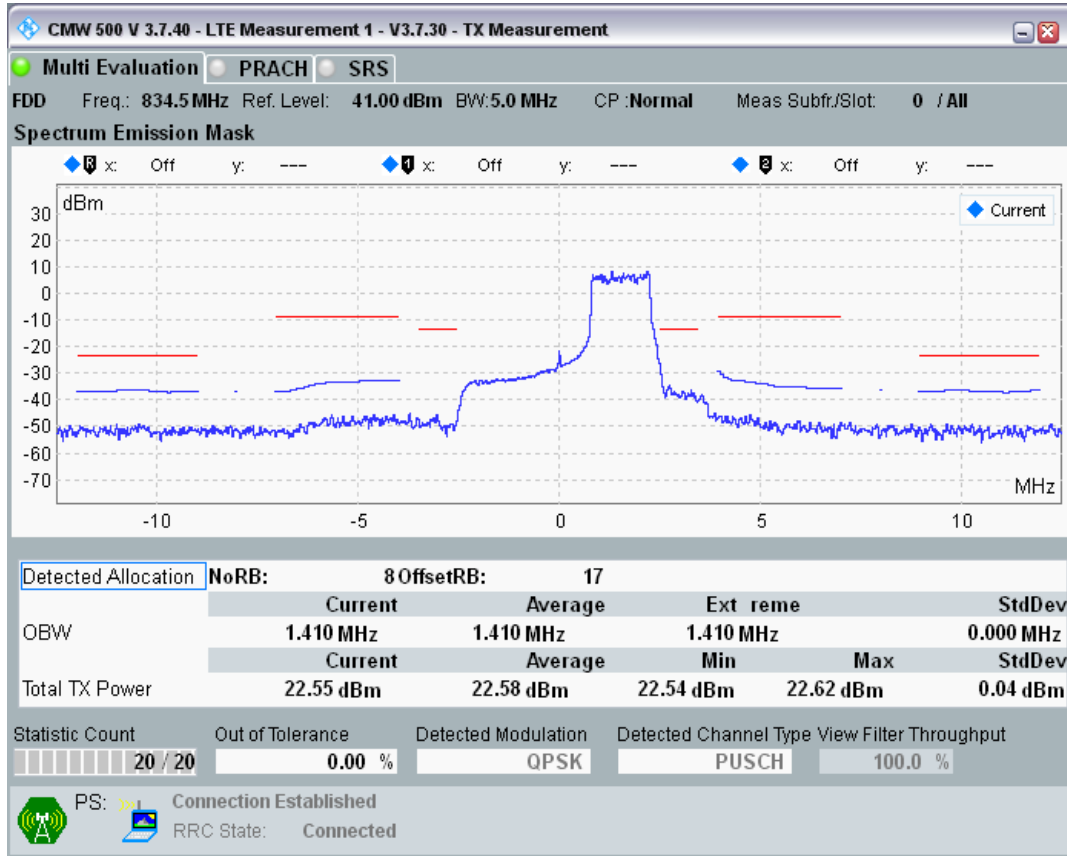 CMW 500 V 3.7.40 - LTE Measurement 1 - V3.7.30 - TX Measurement
Multi Evaluation PRACH SRS
FDD Freq.: 834.5 MHz Ref. Level: 41.00 dBm BW: 5.0 MHz CP : Normal Meas Subfr./Slot: 0 / All
Spectrum Emission Mask
R x: Off y: --- 1 x: Off y: --- 2 x: Off y: ---
dBm
Current
30
20
10
0
-10
-20
-30
-40
-50
-60
-70
MHz
-10 -5 0 5 10
Detected Allocation NoRB: 8 OffsetRB: 17
Current Average Ext reme StdDev
OBW 1.410 MHz 1.410 MHz 1.410 MHz 0.000 MHz
Current Average Min Max StdDev
Total TX Power 22.55 dBm 22.58 dBm 22.54 dBm 22.62 dBm 0.04 dBm
Statistic Count Out of Tolerance Detected Modulation Detected Channel Type View Filter Throughput
20 / 20 0.00 % QPSK PUSCH 100.0 %
PS: Connection Established
RRC State: Connected